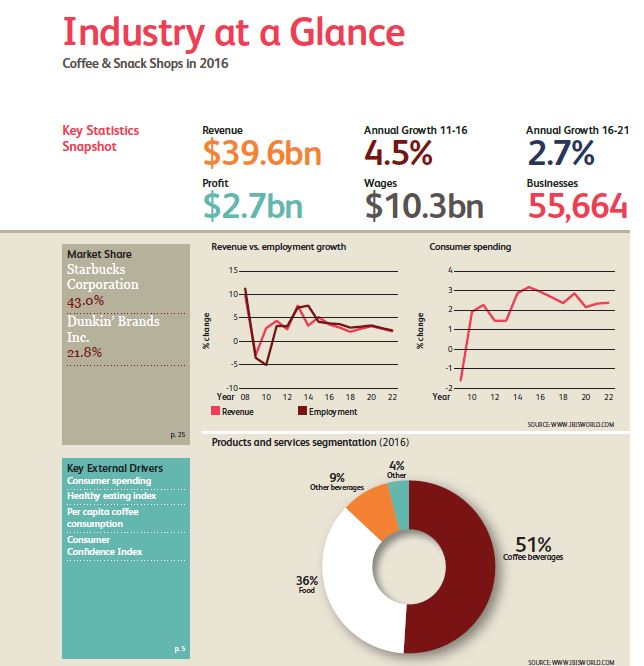 Industry at a Glance
Coffee & Snack Shops in 2016
Key Statistics
Snapshot
Revenue
$39.6bn
Annual Growth 11-16
4.5%
Annual Growth 16-21
2.7%
Profit
$2.7bn
Wages
$10.3bn
Businesses
55,664
Market Share
Starbucks
Corporation
43.0%
Dunkin' Brands
Inc.
21.8%
p. 25
Revenue vs. employment growth
% change
15
10
5
0
-5
-10
Year 08 10 12 14 16 18 20 22
Revenue Employment
Consumer spending
% change
4
3
2
1
0
-1
-2
Year 10 12 14 16 18 20 22
SOURCE: WWW.IBISWORLD.COM
Key External Drivers
Consumer spending
Healthy eating index
Per capita coffee
consumption
Consumer
Confidence Index
p. 5
Products and services segmentation (2016)
4%
Other
9%
Other beverages
51%
Coffee beverages
36%
Food
SOURCE: WWW.IBISWORLD.COM